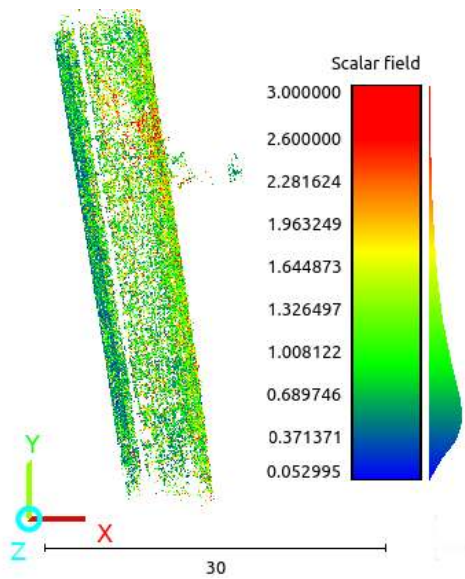 Scalar field
3.000000
2.600000
2.281624
1.963249
1.644873
1.326497
1.008122
0.689746
0.371371
0.052995
Y
X
Z
30